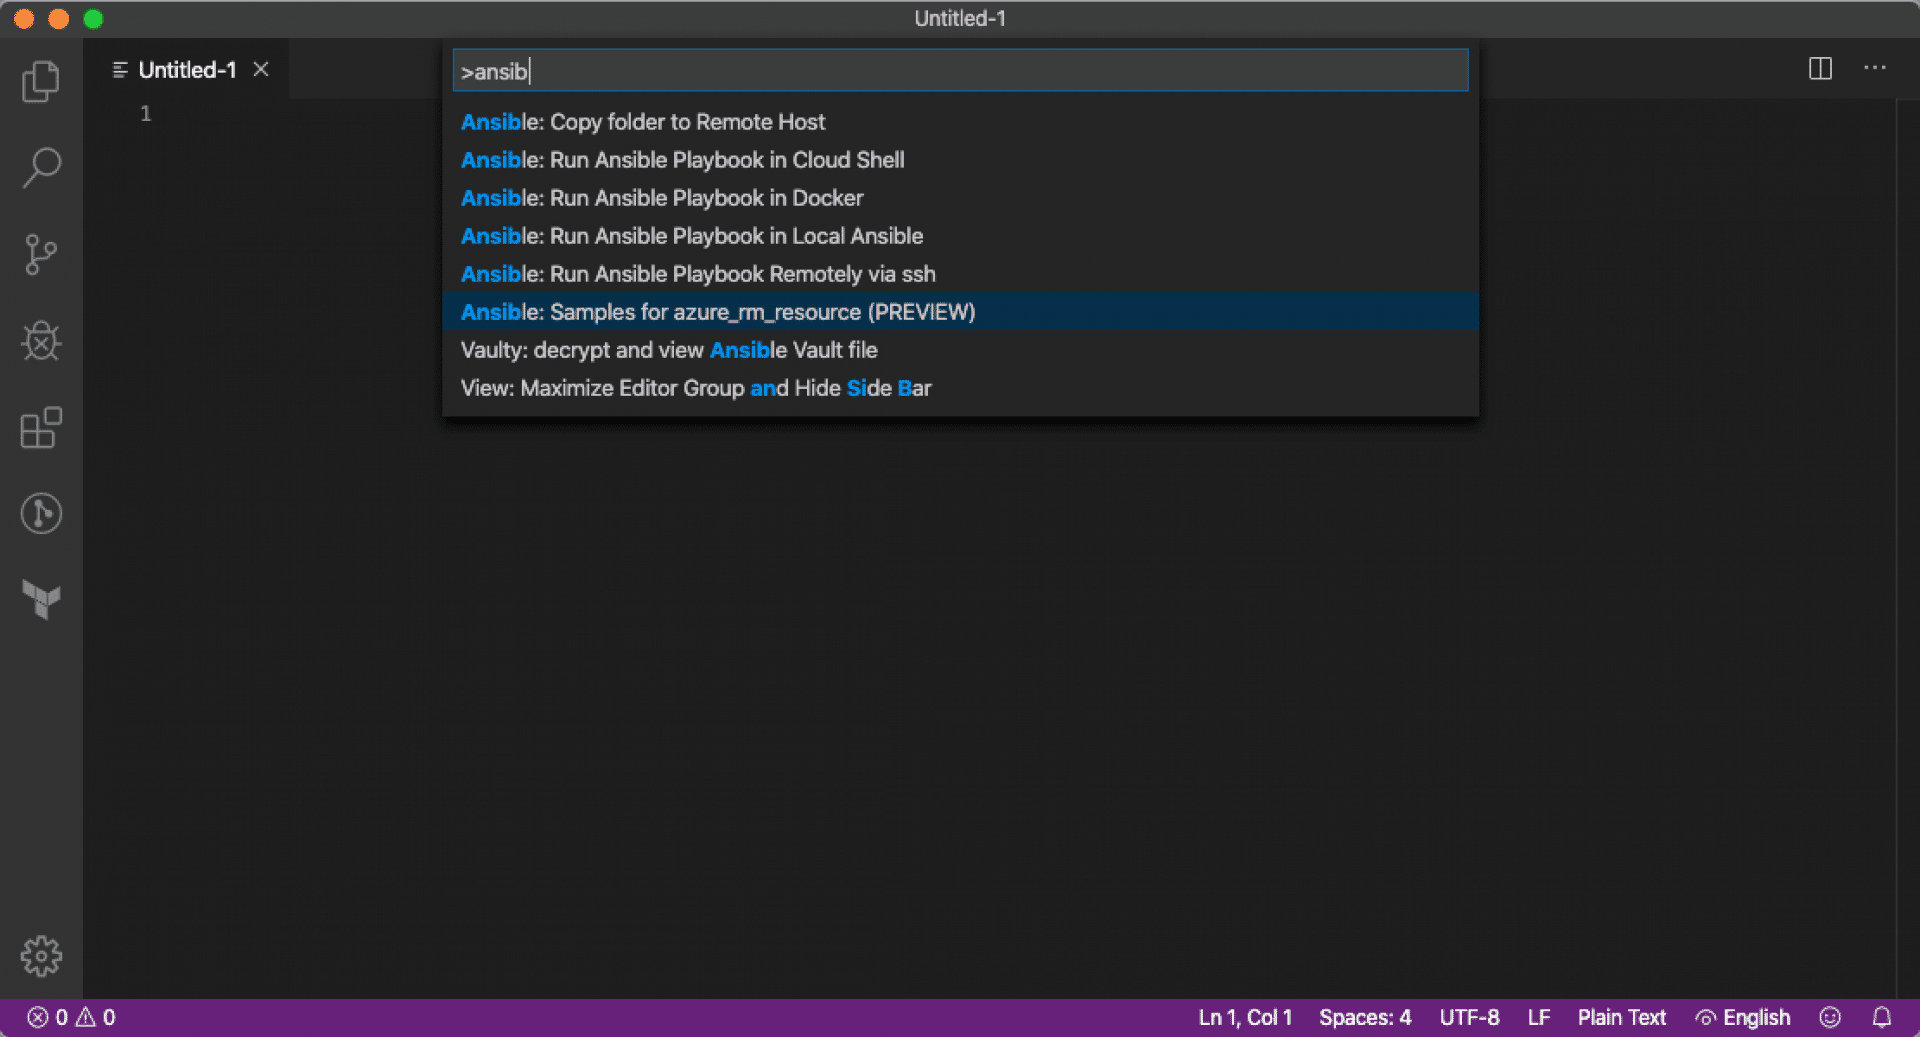 Untitled-1
Untitled-1
>ansib
1
Ansible: Copy folder to Remote Host
Ansible: Run Ansible Playbook in Cloud Shell
Ansible: Run Ansible Playbook in Docker
Ansible: Run Ansible Playbook in Local Ansible
Ansible: Run Ansible Playbook Remotely via ssh
Ansible: Samples for azure_rm_resource (PREVIEW)
Vaulty: decrypt and view Ansible Vault file
View: Maximize Editor Group and Hide Side Bar
0 0 Ln 1, Col 1 Spaces: 4 UTF-8 LF Plain Text English